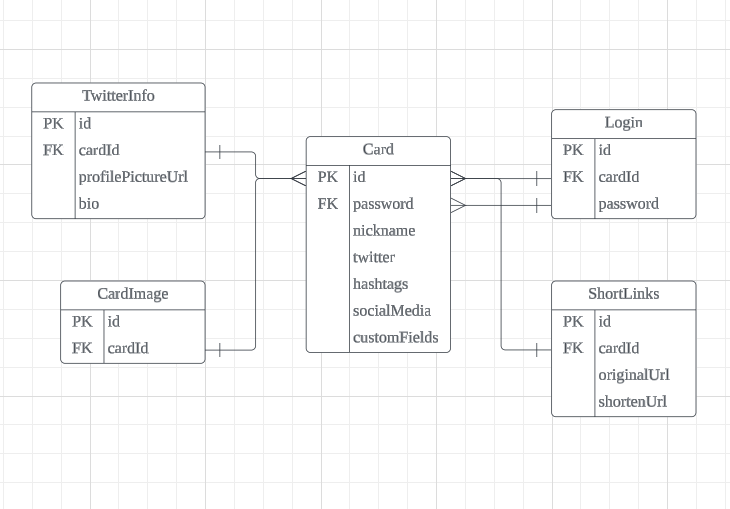 TwitterInfo
PK id
FK cardId
profilePictureUrl
bio
CardImage
PK id
FK cardId
Card
PK id
FK password
nickname
twitter
hashtags
socialMedia
customFields
Login
PK id
FK cardId
password
ShortLinks
PK id
FK cardId
originalUrl
shortenUrl